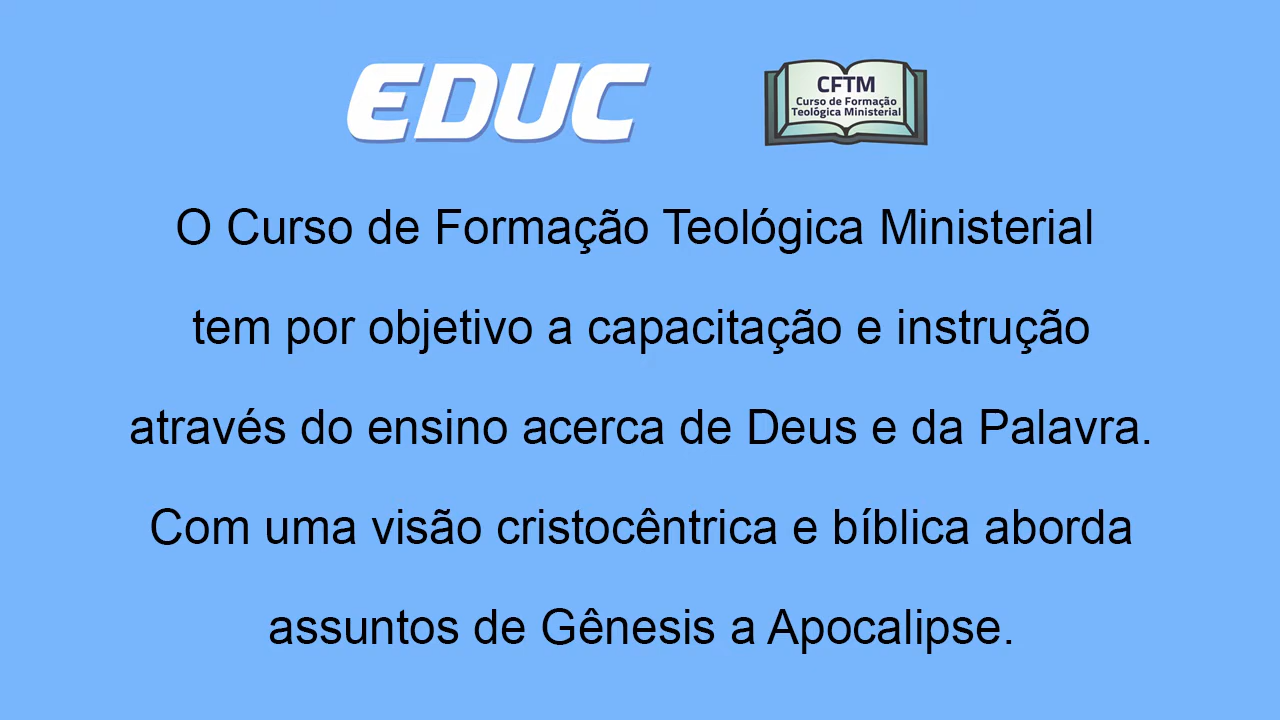 EDUC
CFTM
Curso de Formação
Teológica Ministerial
O Curso de Formação Teológica Ministerial
tem por objetivo a capacitação e instrução
através do ensino acerca de Deus e da Palavra.
Com uma visão cristocêntrica e bíblica aborda
assuntos de Gênesis a Apocalipse.